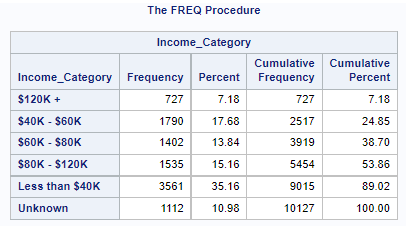 The FREQ Procedure
Income_Category
Income_Category Frequency Percent Cumulative Frequency Cumulative Percent
$120K + 727 7.18 727 7.18
$40K - $60K 1790 17.68 2517 24.85
$60K - $80K 1402 13.84 3919 38.70
$80K - $120K 1535 15.16 5454 53.86
Less than $40K 3561 35.16 9015 89.02
Unknown 1112 10.98 10127 100.00